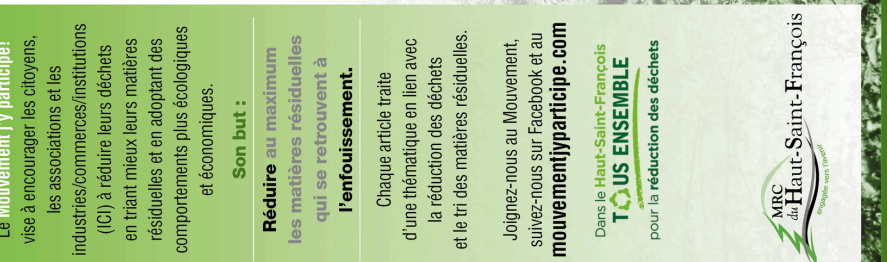 Le Mouvement j'y participe!
vise à encourager les citoyens,
les associations et les
industries/commerces/institutions
(ICI) à réduire leurs déchets
en triant mieux leurs matières
résiduelles et en adoptant des
comportements plus écologiques
et économiques.
Son but :
Réduire au maximum
les matières résiduelles
qui se retrouvent à
l'enfouissement.
Chaque article traite
d'une thématique en lien avec
la réduction des déchets
et le tri des matières résiduelles.
Joignez-nous au Mouvement,
suivez-nous sur Facebook et au
mouvementjyparticipe.com
Dans le Haut-Saint-François
TOUS ENSEMBLE
pour la réduction des déchets
MRC
du Haut-Saint-François
engagée vers l'avenir